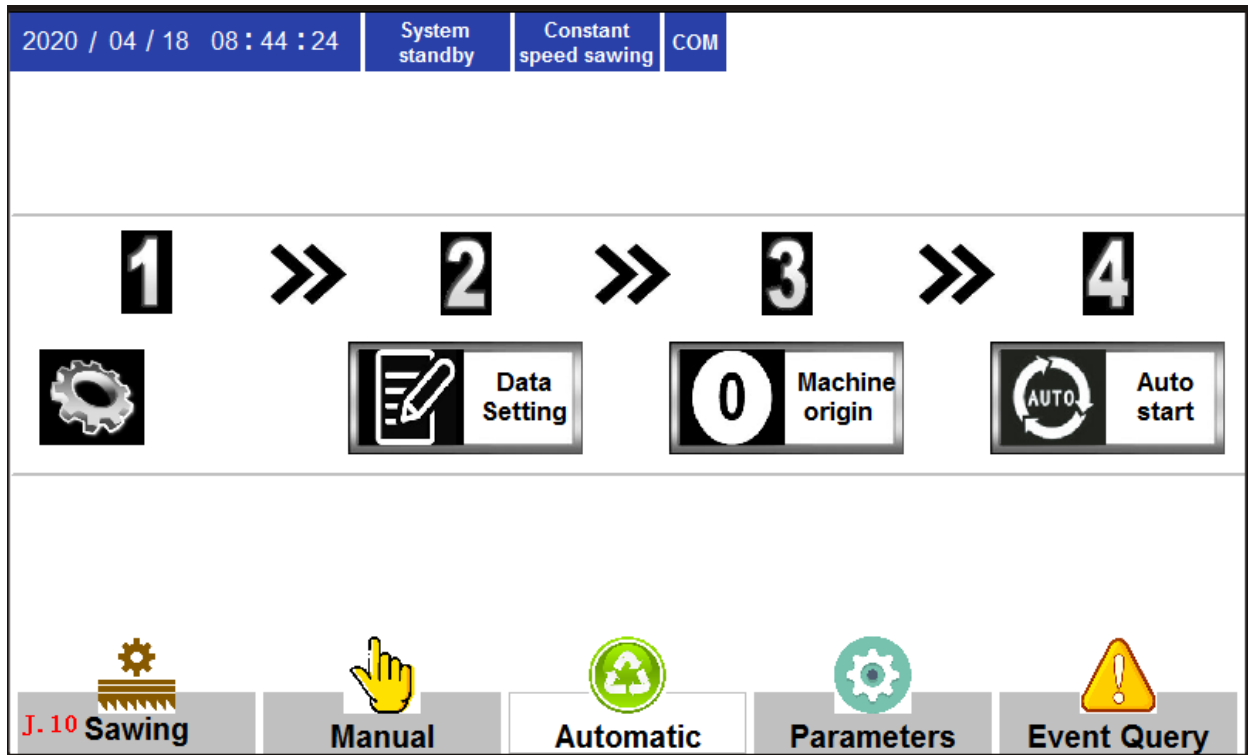 2020 / 04 / 18 08:44:24
System
standby
Constant
speed sawing
COM
1
2
3
4
Data
Setting
0
Machine
origin
AUTO
Auto
start
J.10 Sawing
Manual
Automatic
Parameters
Event Query